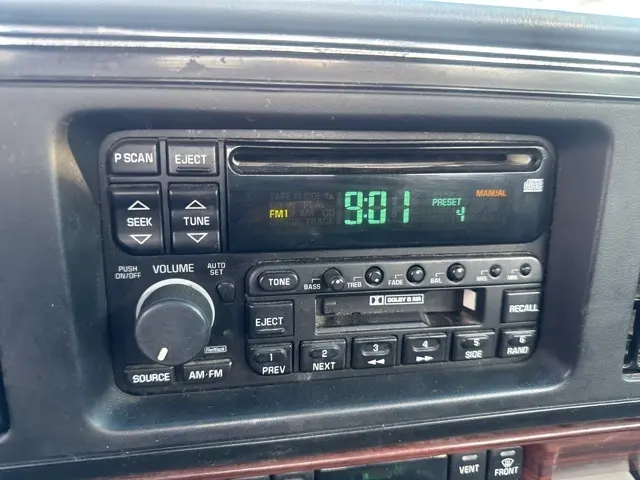 P SCAN
EJECT
SEEK
TUNE
FM1
9:01
PRESET
4
MANUAL
PUSH
ON/OFF
VOLUME
AUTO
SET
TONE
BASS
TREB
FADE
BAL
DOLBY B NR
EJECT
RECALL
1
PREV
2
NEXT
3
4
5
SIDE
6
RAND
SOURCE
AM·FM
VENT
FRONT